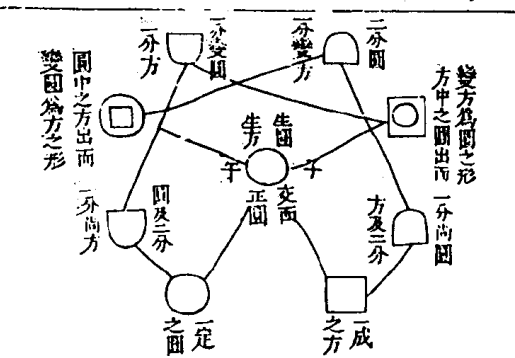 二分圓
一分變方
一分變圓
二分方
變方爲圓之形
方中之圓出而
圓中之方出而
變圓爲方之形
生圓
生方
子
午
交而
正圓
一分尚圓
方及二分
圓及二分
一分尚方
一成
之方
一定
之圓